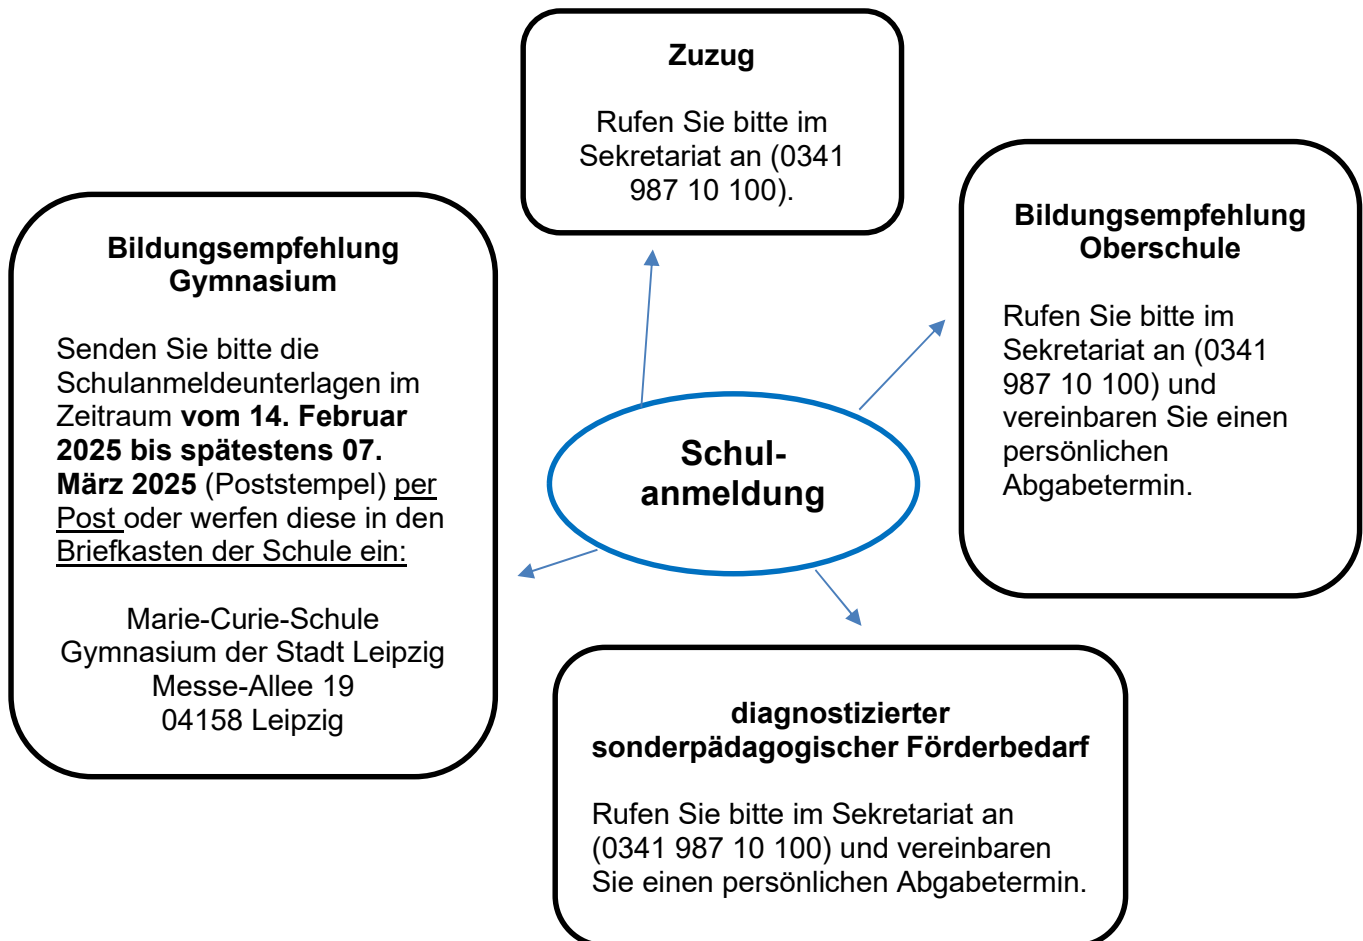 Zuzug
Rufen Sie bitte im
Sekretariat an (0341
987 10 100).
Bildungsempfehlung
Oberschule
Rufen Sie bitte im
Sekretariat an (0341
987 10 100) und
vereinbaren Sie einen
persönlichen
Abgabetermin.
Bildungsempfehlung
Gymnasium
Senden Sie bitte die
Schulanmeldeunterlagen im
Zeitraum vom 14. Februar
2025 bis spätestens 07.
März 2025 (Poststempel) per
Post oder werfen diese in den
Briefkasten der Schule ein:
Marie-Curie-Schule
Gymnasium der Stadt Leipzig
Messe-Allee 19
04158 Leipzig
Schul-
anmeldung
diagnostizierter
sonderpädagogischer Förderbedarf
Rufen Sie bitte im Sekretariat an
(0341 987 10 100) und vereinbaren
Sie einen persönlichen Abgabetermin.